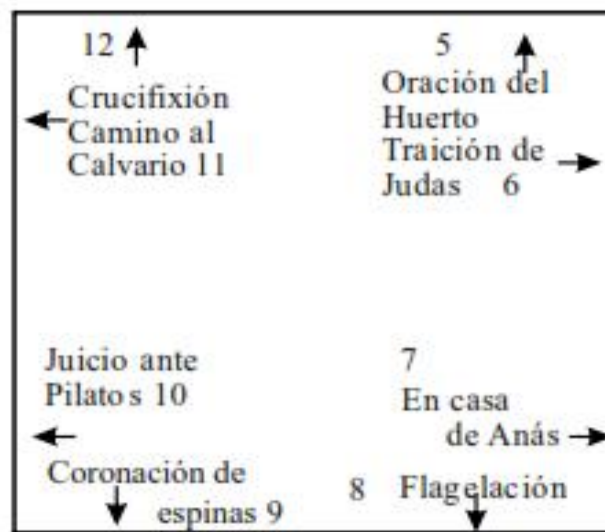 12
Crucifixión
Camino al
Calvario 11
5
Oración del
Huerto
Traición de
Judas 6
Juicio ante
Pilatos 10
Coronación de
espinas 9
7
En casa
de Anás
8 Flagelación